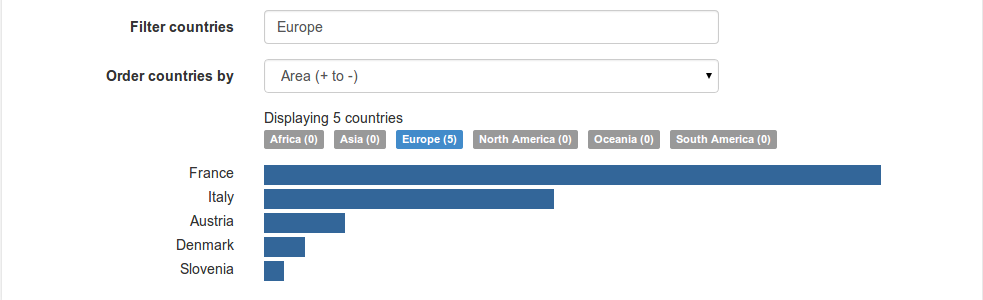 Filter countries Europe
Order countries by Area (+ to -)
Displaying 5 countries
Africa (0) Asia (0) Europe (5) North America (0) Oceania (0) South America (0)
France
Italy
Austria
Denmark
Slovenia